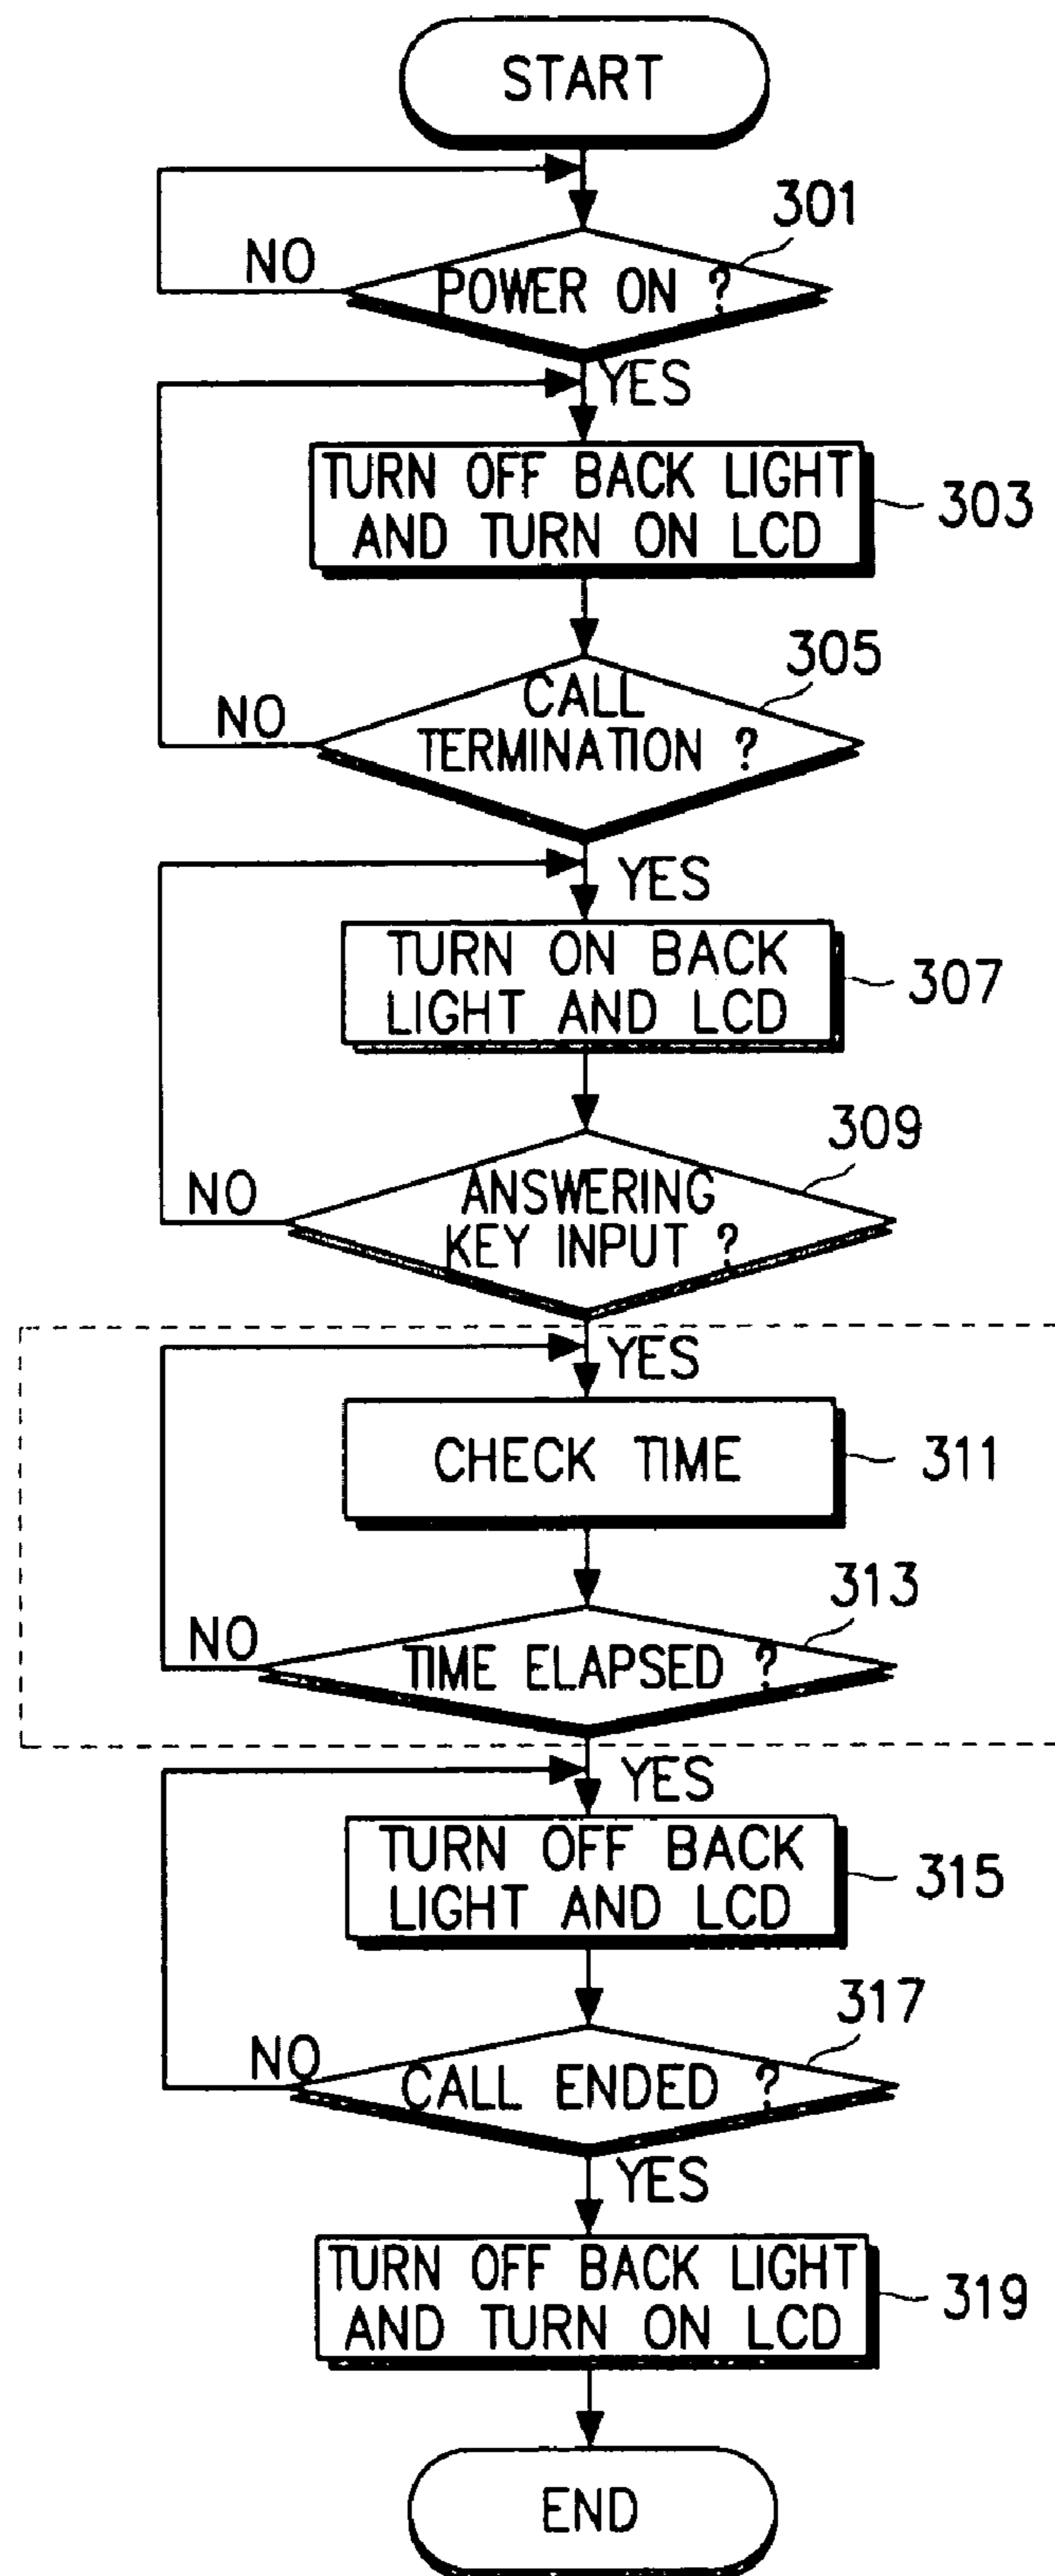 START
301
NO
POWER ON ?
YES
TURN OFF BACK LIGHT
AND TURN ON LCD
303
305
NO
CALL
TERMINATION ?
YES
TURN ON BACK
LIGHT AND LCD
307
309
NO
ANSWERING
KEY INPUT ?
YES
CHECK TIME
311
313
NO
TIME ELAPSED ?
YES
TURN OFF BACK
LIGHT AND LCD
315
317
NO
CALL ENDED ?
YES
TURN OFF BACK LIGHT
AND TURN ON LCD
319
END